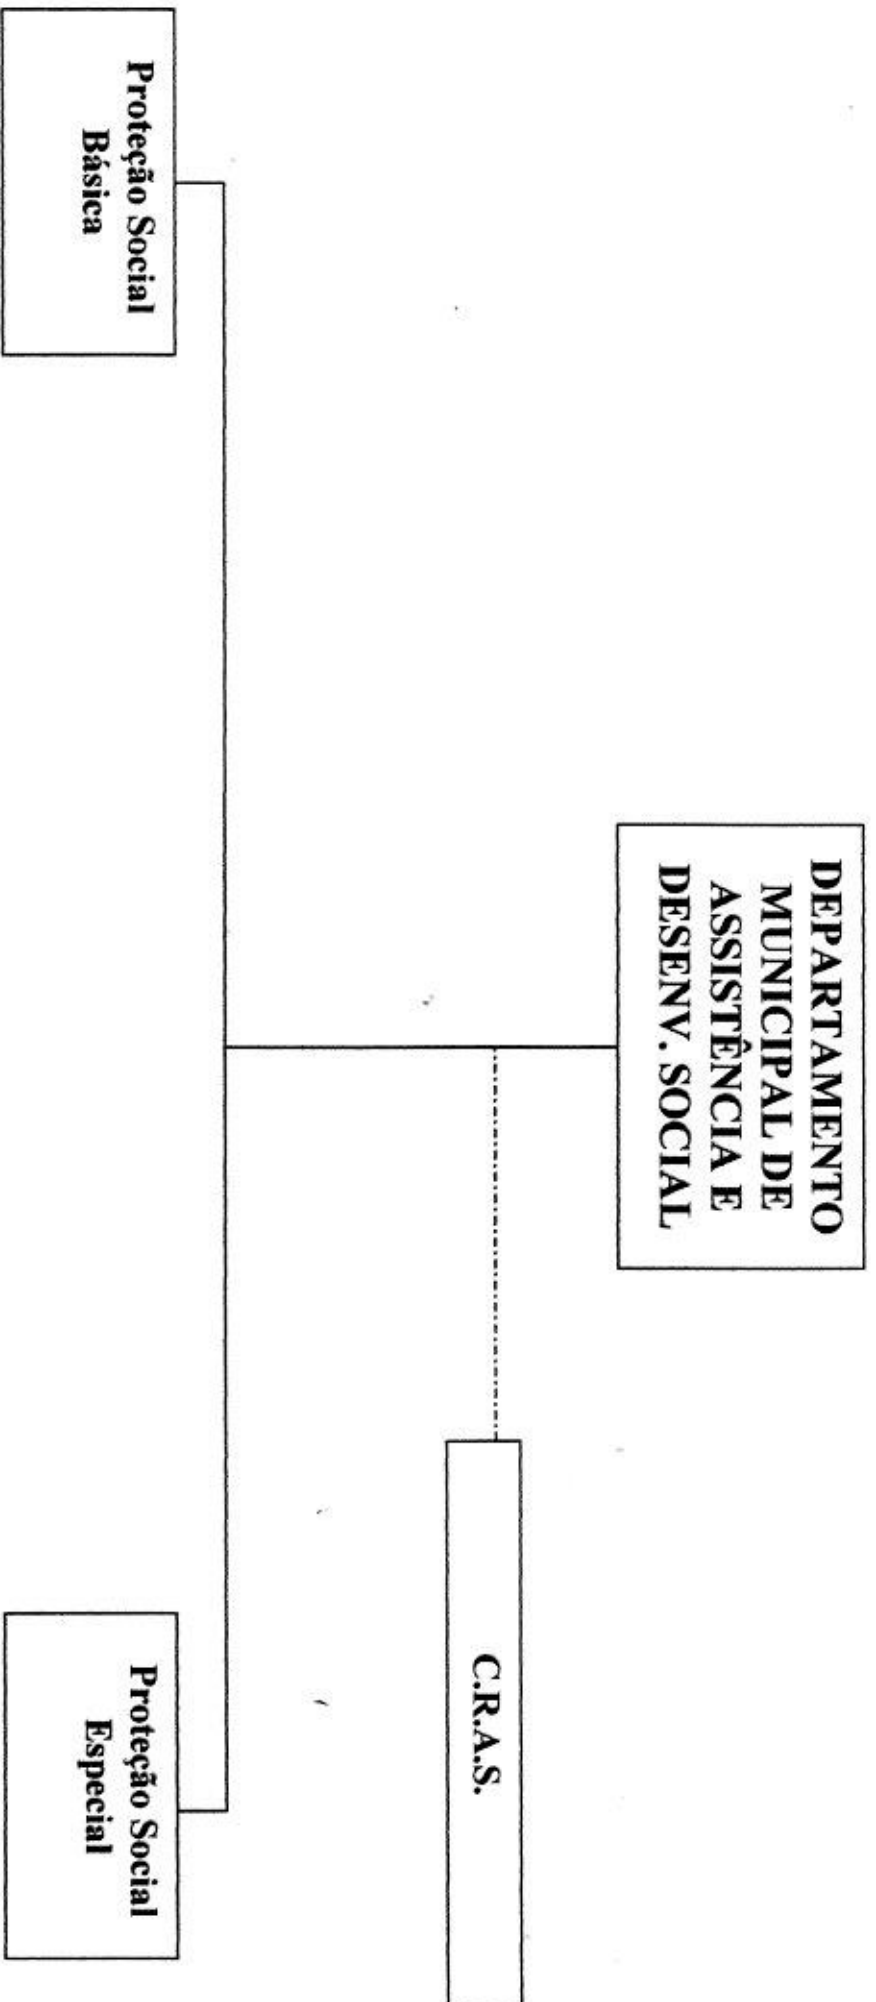 DEPARTAMENTO
MUNICIPAL DE
ASSISTÊNCIA E
DESENV. SOCIAL
C.R.A.S.
Proteção Social
Básica
Proteção Social
Especial